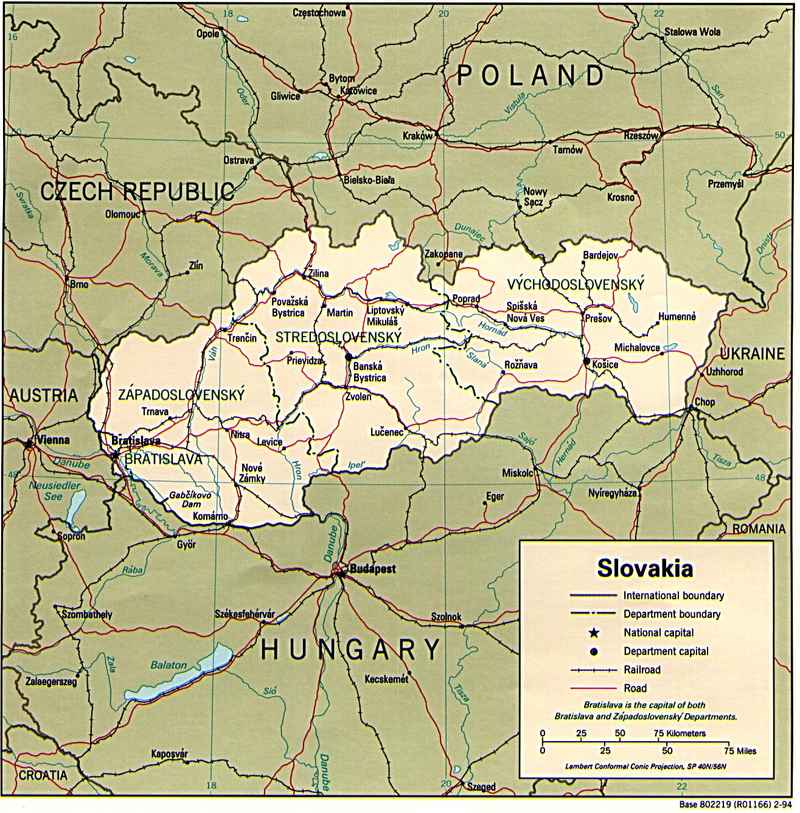 16
18
20
22
Częstochowa
Opole
Stalowa Wola
POLAND
Bytom
Gliwice
Katowice
Odor
Vistula
San
50
50
Kraków
Tarnów
Rzeszów
Ostrava
Bielsko-Biala
Przemyśl
CZECH REPUBLIC
Svratka
Olomouc
Nowy
Sącz
Krosno
Morava
Dunajec
Dnistr
Zakopane
Bardejov
Zlín
Brno
Žilina
VÝCHODOSLOVENSKÝ
Považská
Bystrica
Martin
Liptovský
Mikuláš
Poprad
Spišská
Nová Ves
Prešov
Humenné
Trenčín
STREDOSLOVENSKÝ
Hornád
Váh
Prievidza
Hron
Slaná
Michalovce
UKRAINE
Banská
Bystrica
Rožňava
Košice
Uzhhorod
AUSTRIA
ZÁPADOSLOVENSKÝ
Trnava
Zvolen
Chop
Vienna
Bratislava
Nitra
Levice
Lučenec
Sajó
Hernád
Tisza
Danube
BRATISLAVA
Nové
Zámky
Hron
Ipeľ
Miskolc
48
48
Neusiedler
See
Gabčíkovo
Dam
Komárno
Eger
Nyíregyháza
Sopron
Győr
Danube
ROMANIA
Rába
Budapest
Szombathely
Székesfehérvár
Szolnok
HUNGARY
Zala
Balaton
Zalaegerszeg
Sió
Kecskemét
Tisza
Kaposvár
Danube
CROATIA
18
20
22
Szeged
Slovakia
International boundary
Department boundary
National capital
Department capital
Railroad
Road
Bratislava is the capital of both
Bratislava and Západoslovenský Departments.
0 25 50 75 Kilometers
0 25 50 75 Miles
Lambert Conformal Conic Projection, SP 40N/56N
Base 802219 (R01166) 2-94